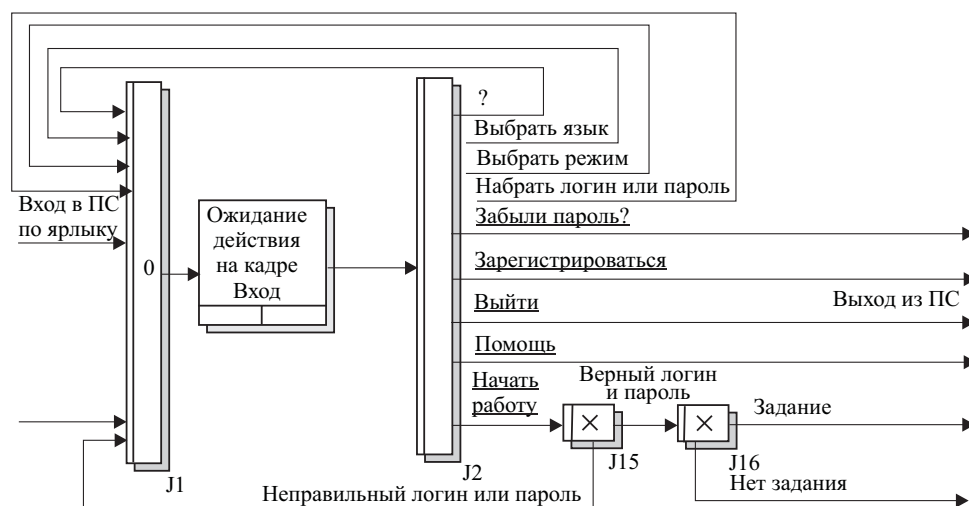 ?
Выбрать язык
Выбрать режим
Набрать логин или пароль
Вход в ПС
по ярлыку
Ожидание
действия
на кадре
Вход
0
Забыли пароль?
Зарегистрироваться
Выйти
Выход из ПС
Помощь
Начать
работу
Верный логин
и пароль
Задание
×
×
J1
J2
J15
J16
Неправильный логин или пароль
Нет задания